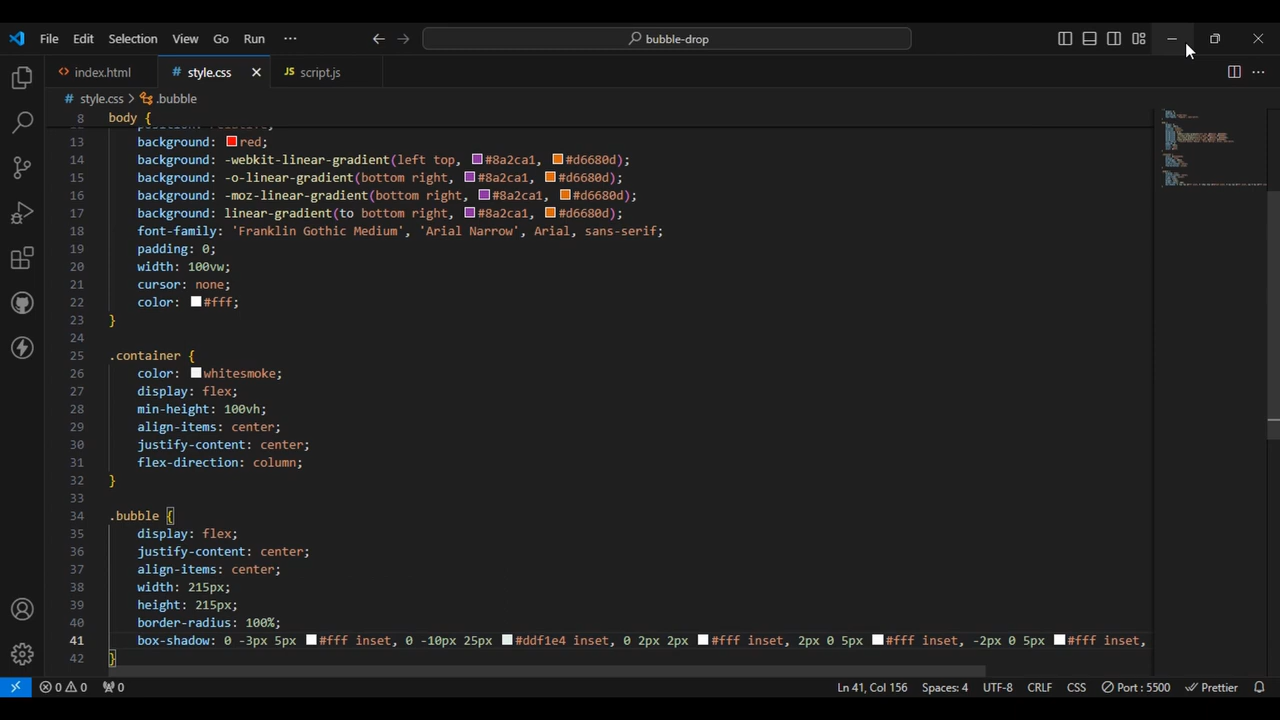 File Edit Selection View Go Run ··· bubble-drop
index.html style.css script.js
style.css > .bubble
8 body {
13 background: red;
14 background: -webkit-linear-gradient(left top, #8a2ca1, #d6680d);
15 background: -o-linear-gradient(bottom right, #8a2ca1, #d6680d);
16 background: -moz-linear-gradient(bottom right, #8a2ca1, #d6680d);
17 background: linear-gradient(to bottom right, #8a2ca1, #d6680d);
18 font-family: 'Franklin Gothic Medium', 'Arial Narrow', Arial, sans-serif;
19 padding: 0;
20 width: 100vw;
21 cursor: none;
22 color: #fff;
23 }
24
25 .container {
26 color: whitesmoke;
27 display: flex;
28 min-height: 100vh;
29 align-items: center;
30 justify-content: center;
31 flex-direction: column;
32 }
33
34 .bubble {
35 display: flex;
36 justify-content: center;
37 align-items: center;
38 width: 215px;
39 height: 215px;
40 border-radius: 100%;
41 box-shadow: 0 -3px 5px #fff inset, 0 -10px 25px #ddf1e4 inset, 0 2px 2px #fff inset, 2px 0 5px #fff inset, -2px 0 5px #fff inset,
42 }
0 0 0 Ln 41, Col 156 Spaces: 4 UTF-8 CRLF CSS Port : 5500 Prettier